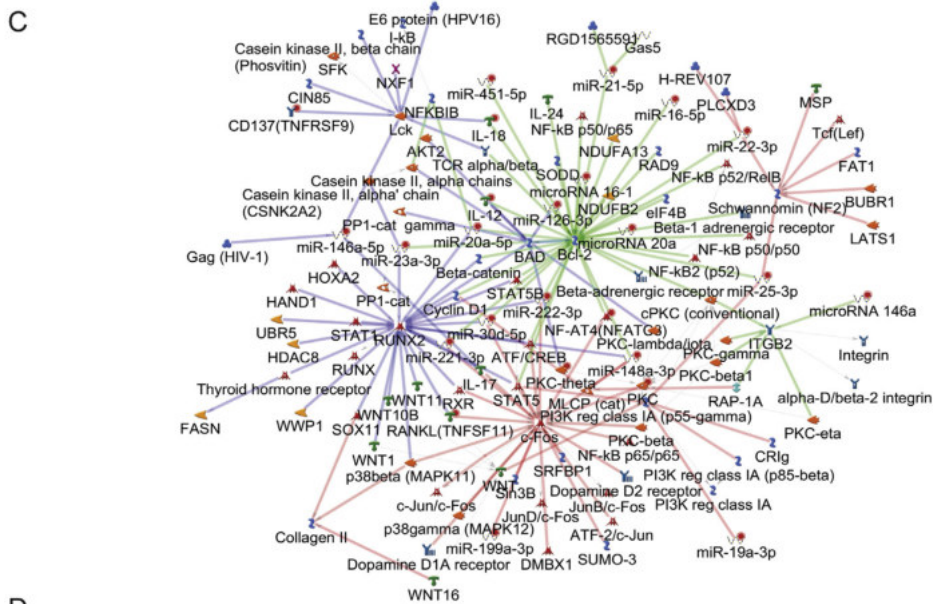 C
E6 protein (HPV16)
I-kB
Casein kinase II, beta chain
(Phosvitin)
SFK
NXF1
RGD1565591
Gas5
miR-21-5p
H-REV107
CIN85
NFKBIB
miR-451-5p
IL-24
miR-16-5p
PLCXD3
MSP
CD137(TNFRSF9)
Lck
IL-18
NF-kB p50/p65
Tcf(Lef)
AKT2
NDUFA13
miR-22-3p
TCR alpha/beta
SODD
RAD9
FAT1
Casein kinase II, alpha chains
NF-kB p52/RelB
Casein kinase II, alpha' chain
(CSNK2A2)
microRNA 16-1
BUBR1
PP1-cat gamma
IL-12
miR-126-3p
NDUFB2
eIF4B
Schwannomin (NF2)
Beta-1 adrenergic receptor
LATS1
Gag (HIV-1)
miR-146a-5p
miR-23a-3p
miR-20a-5p
BAD
Bcl-2
microRNA 20a
NF-kB p50/p50
HOXA2
Beta-catenin
NF-kB2 (p52)
HAND1
PP1-cat
STAT5B
Beta-adrenergic receptor
miR-25-3p
Cyclin D1
miR-222-3p
cPKC (conventional)
microRNA 146a
UBR5
STAT1
RUNX2
miR-30d-5p
NF-AT4(NFATC3)
PKC-lambda/iota
ITGB2
Integrin
HDAC8
RUNX
miR-221-3p
ATF/CREB
miR-148a-3p
PKC-gamma
PKC-beta1
Thyroid hormone receptor
IL-17
PKC-theta
WNT11
RXR
STAT5
MLCP (cat)
PKC
RAP-1A
alpha-D/beta-2 integrin
FASN
WWP1
WNT10B
SOX11
RANKL(TNFSF11)
PI3K reg class IA (p55-gamma)
c-Fos
PKC-beta
PKC-eta
WNT1
NF-kB p65/p65
CRIg
p38beta (MAPK11)
WNT
SRFBP1
PI3K reg class IA (p85-beta)
Sin3B
Dopamine D2 receptor
c-Jun/c-Fos
JunD/c-Fos
JunB/c-Fos
PI3K reg class IA
p38gamma (MAPK12)
ATF-2/c-Jun
Collagen II
miR-199a-3p
miR-19a-3p
Dopamine D1A receptor
DMBX1
SUMO-3
WNT16